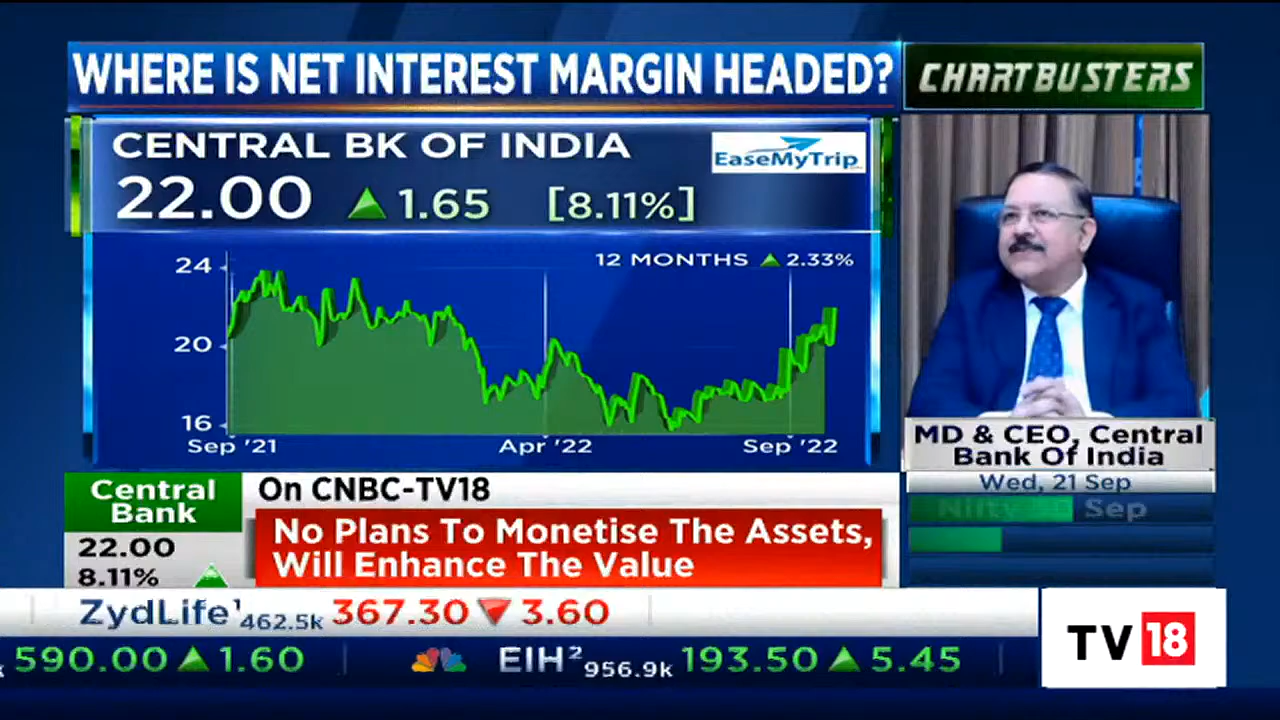 WHERE IS NET INTEREST MARGIN HEADED?
CHARTBUSTERS
CENTRAL BK OF INDIA
EaseMyTrip
22.00 ▲ 1.65 [8.11%]
12 MONTHS ▲ 2.33%
24
20
16
Sep '21 Apr '22 Sep '22
MD & CEO, Central
Bank Of India
Wed, 21 Sep
Sep
Central
Bank
22.00
8.11%
On CNBC-TV18
No Plans To Monetise The Assets,
Will Enhance The Value
ZydLife¹ 462.5k 367.30 ▼ 3.60
590.00 ▲ 1.60 EIH² 956.9k 193.50 ▲ 5.45
TV18